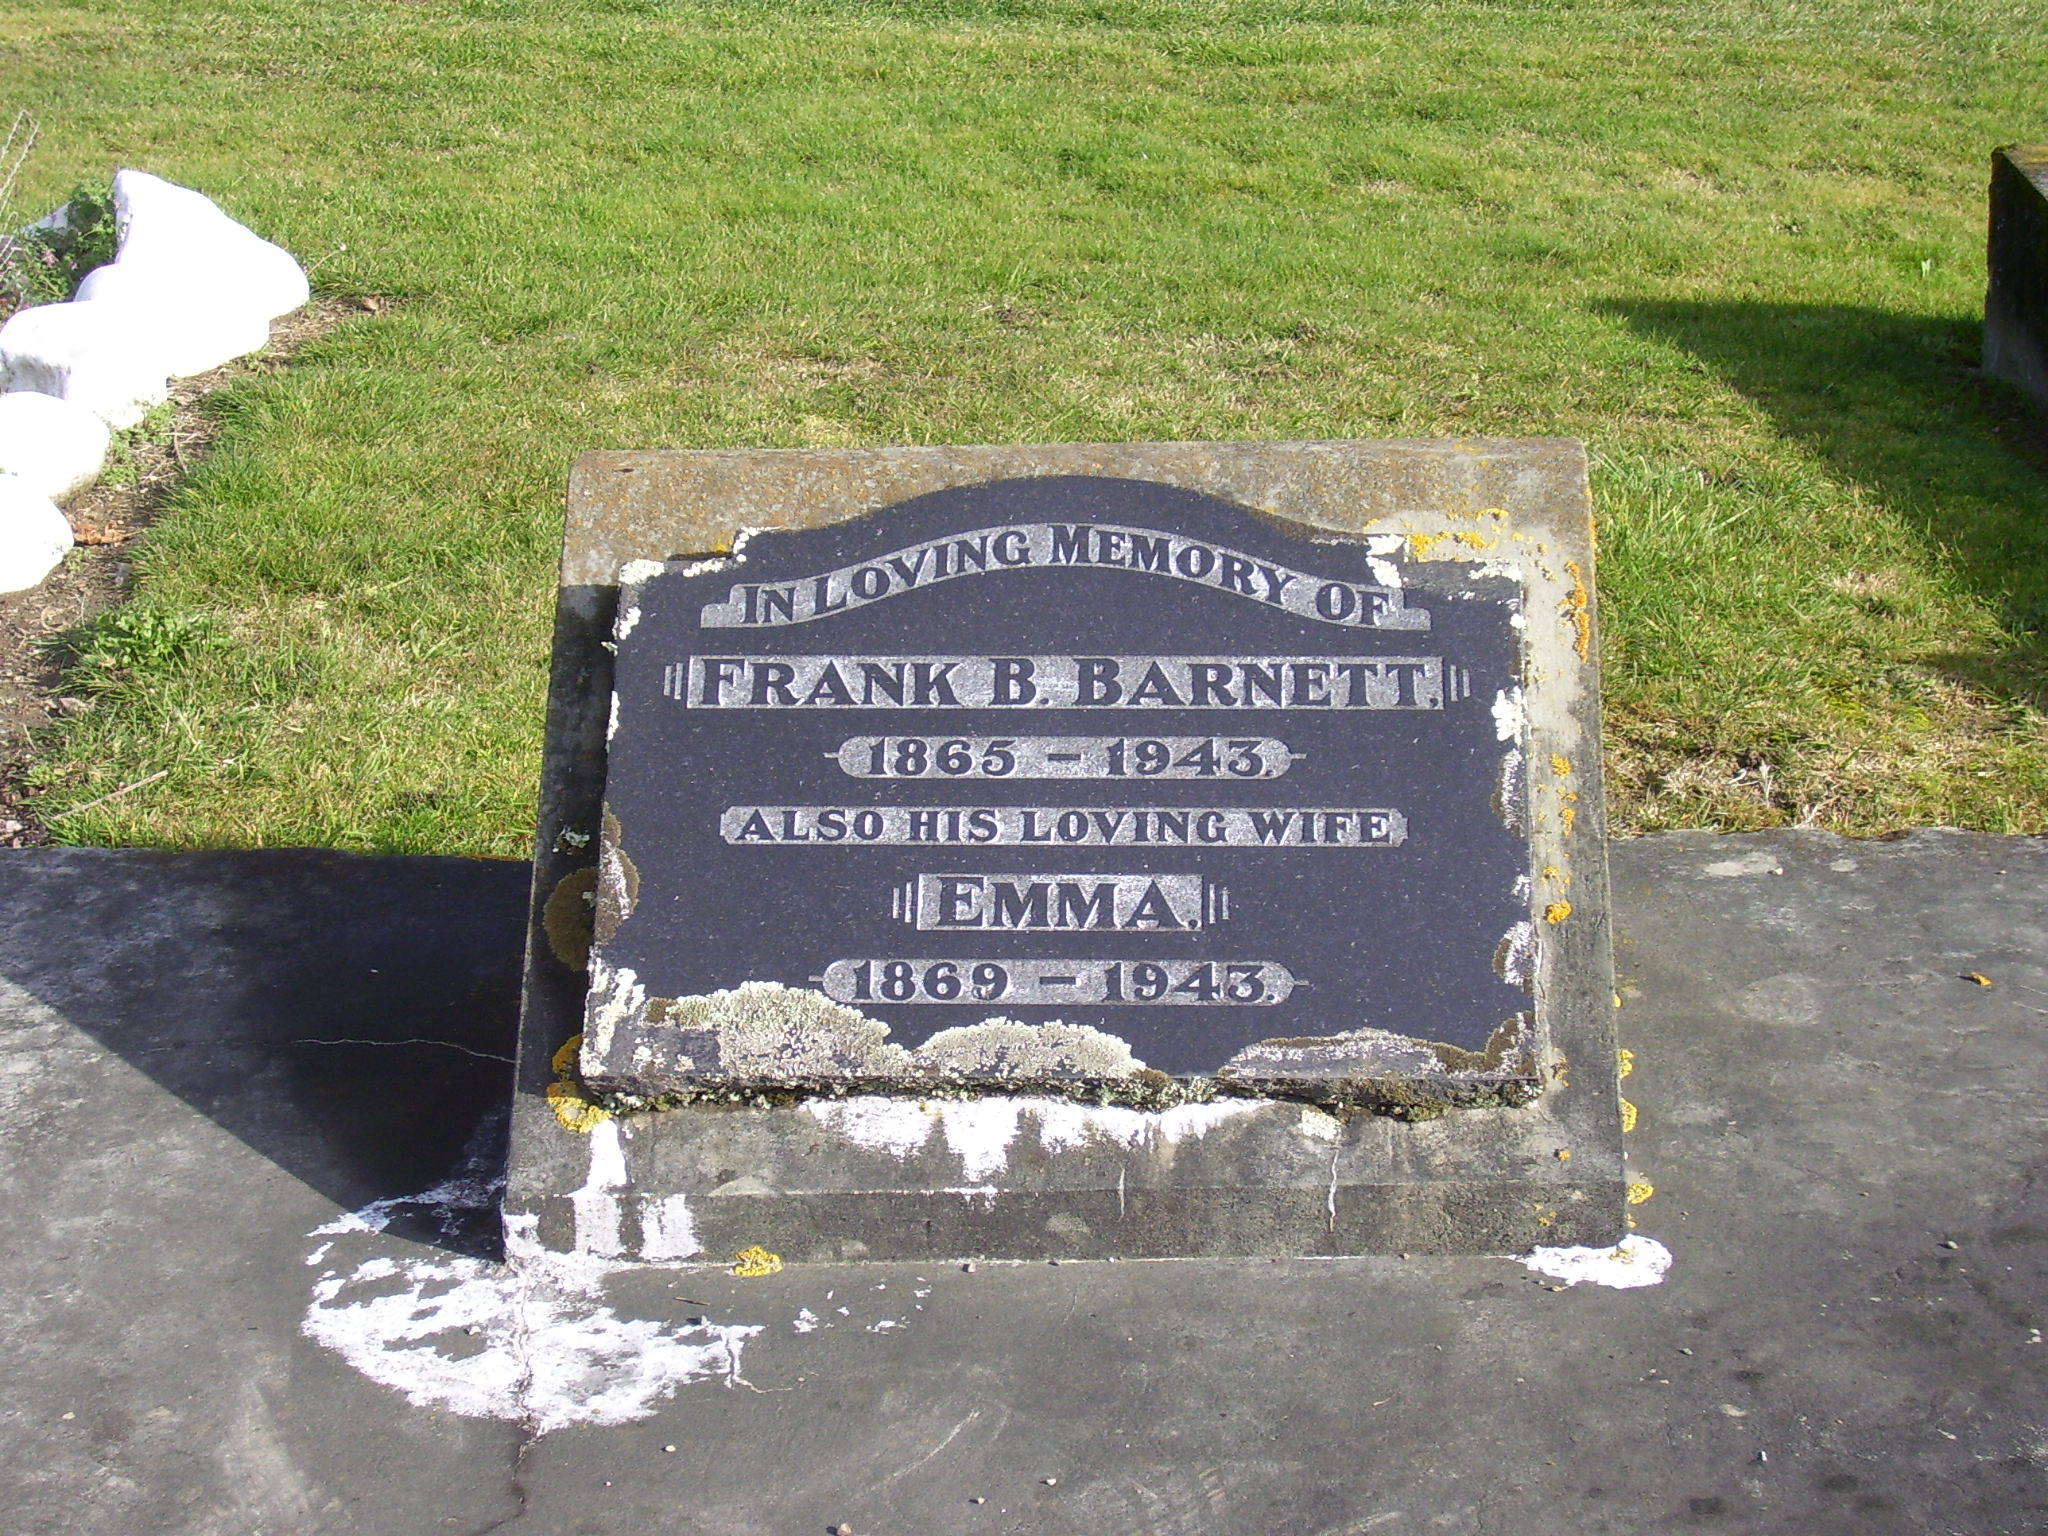 IN LOVING MEMORY OF
FRANK B. BARNETT,
1865 - 1943.
ALSO HIS LOVING WIFE
EMMA.
1869 - 1943.